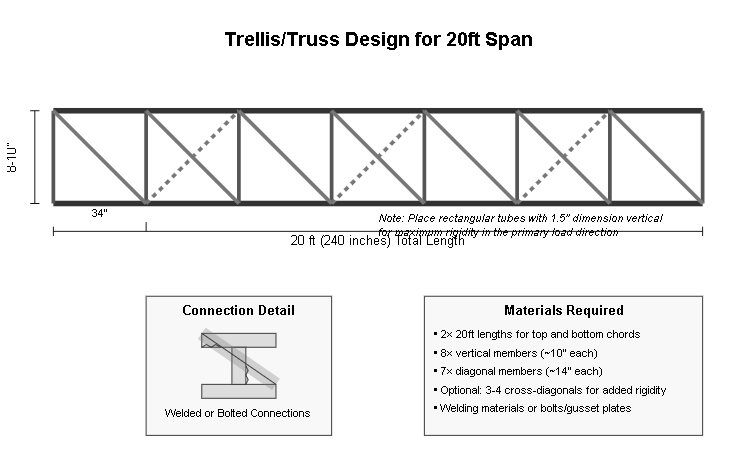 Trellis/Truss Design for 20ft Span
8-10"
34"
Note: Place rectangular tubes with 1.5" dimension vertical
for maximum rigidity in the primary load direction
20 ft (240 inches) Total Length
Connection Detail
Welded or Bolted Connections
Materials Required
• 2× 20ft lengths for top and bottom chords
• 8× vertical members (~10" each)
• 7× diagonal members (~14" each)
• Optional: 3-4 cross-diagonals for added rigidity
• Welding materials or bolts/gusset plates